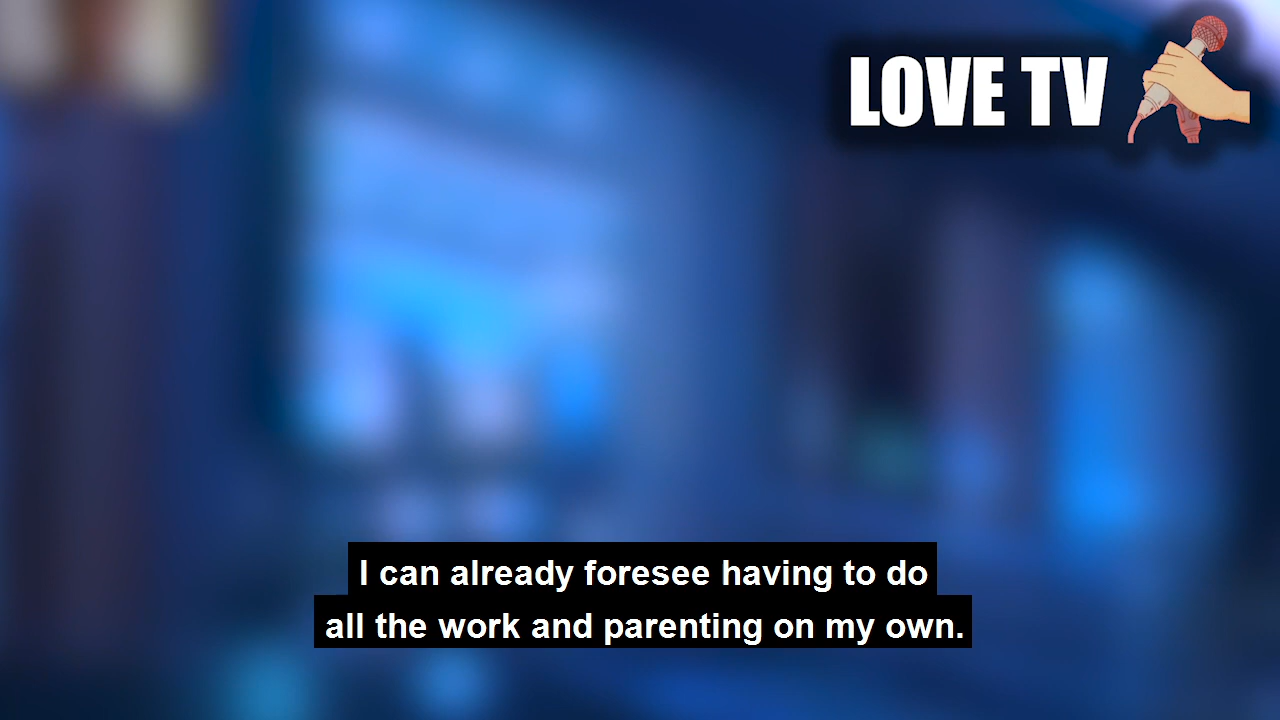 LOVE TV
I can already foresee having to do
all the work and parenting on my own.